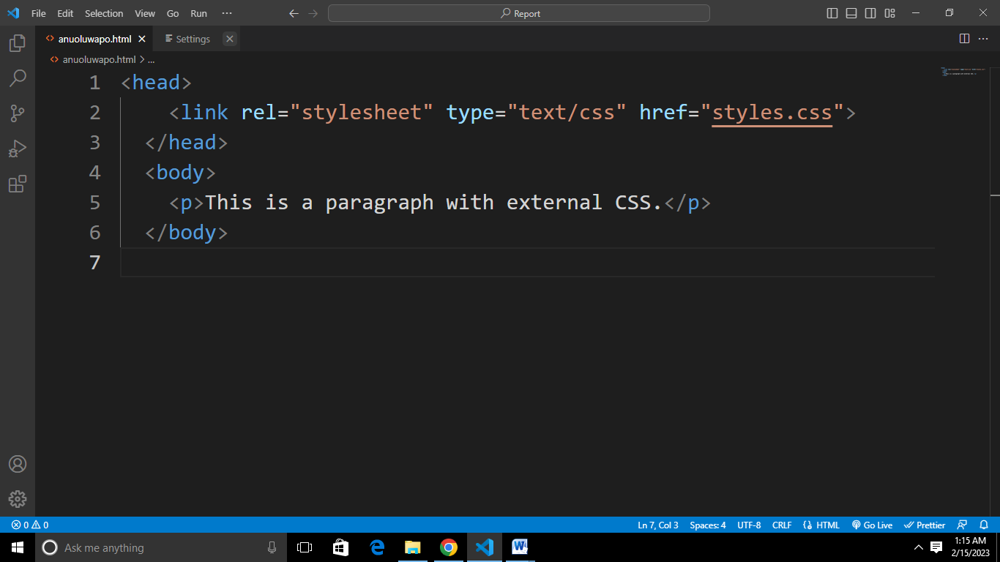 File Edit Selection View Go Run ··· Report
anuoluwapo.html Settings
anuoluwapo.html > ...
1 <head>
2 <link rel="stylesheet" type="text/css" href="styles.css">
3 </head>
4 <body>
5 <p>This is a paragraph with external CSS.</p>
6 </body>
7
0 0 Ln 7, Col 3 Spaces: 4 UTF-8 CRLF HTML Go Live Prettier
Ask me anything
1:15 AM
2/15/2023